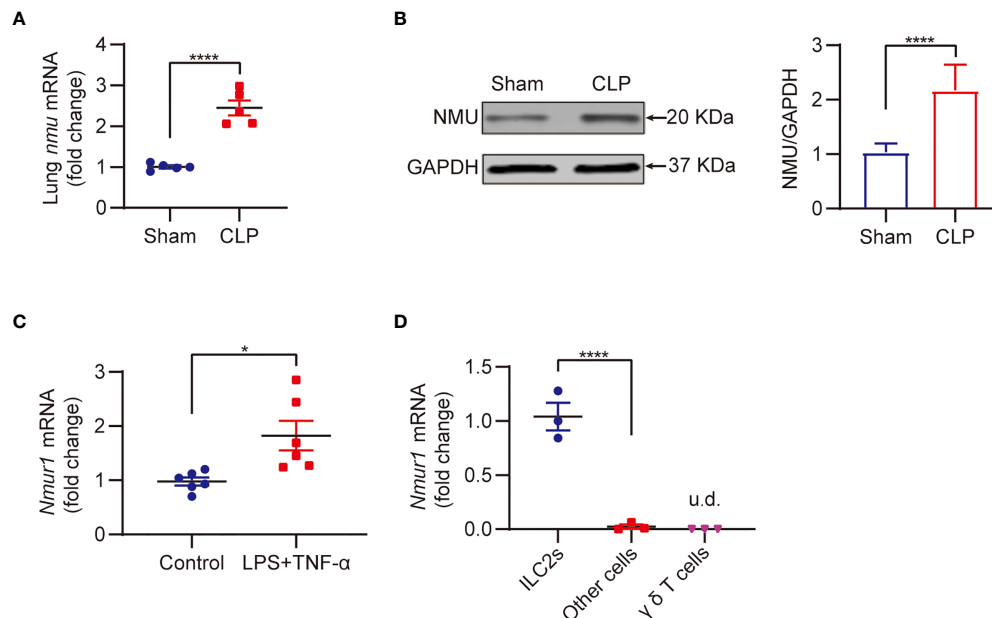 A
Lung nmu mRNA
(fold change)
4
3
2
1
0
****
Sham
CLP
B
Sham
CLP
NMU
20 KDa
GAPDH
37 KDa
NMU/GAPDH
3
2
1
0
****
Sham
CLP
C
Nmur1 mRNA
(fold change)
3
2
1
0
*
Control
LPS+TNF-α
D
Nmur1 mRNA
(fold change)
1.5
1.0
0.5
0.0
****
u.d.
ILC2s
Other cells
γ δ T cells